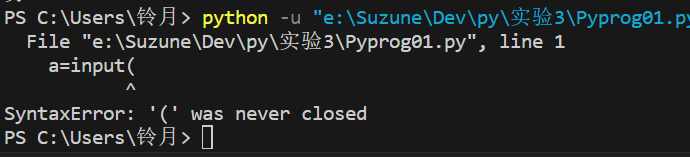 PS C:\Users\铃月> python -u "e:\Suzune\Dev\py\实验3\Pyprog01.py
  File "e:\Suzune\Dev\py\实验3\Pyprog01.py", line 1
    a=input(
           ^
SyntaxError: '(' was never closed
PS C:\Users\铃月>